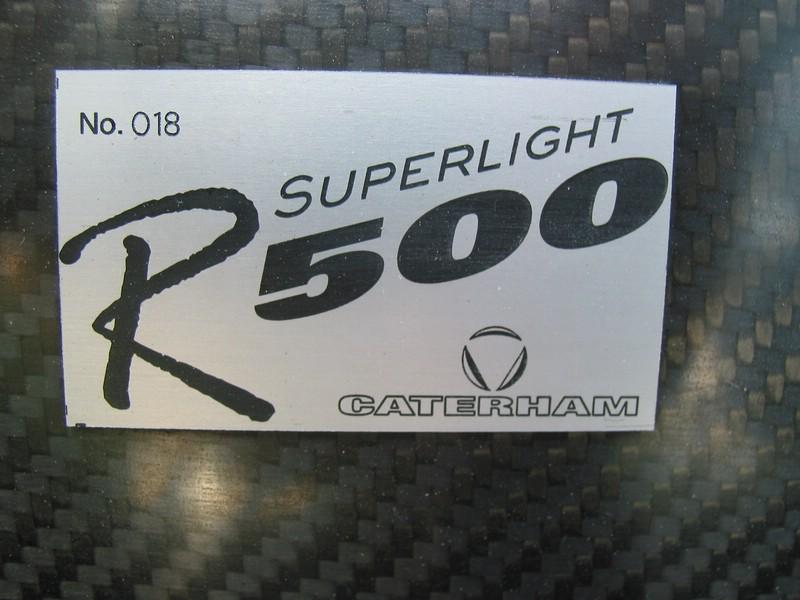 No. 018
SUPERLIGHT
R500
CATERHAM